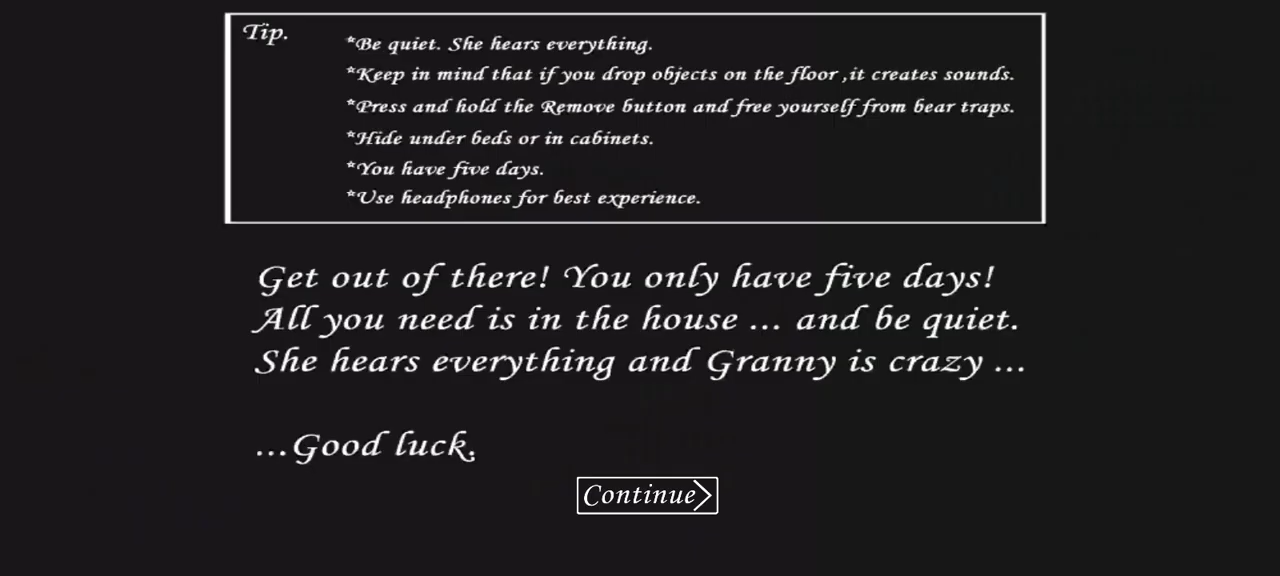 Tip.
*Be quiet. She hears everything.
*Keep in mind that if you drop objects on the floor ,it creates sounds.
*Press and hold the Remove button and free yourself from bear traps.
*Hide under beds or in cabinets.
*You have five days.
*Use headphones for best experience.
Get out of there! You only have five days!
All you need is in the house ... and be quiet.
She hears everything and Granny is crazy ...
...Good luck.
Continue>